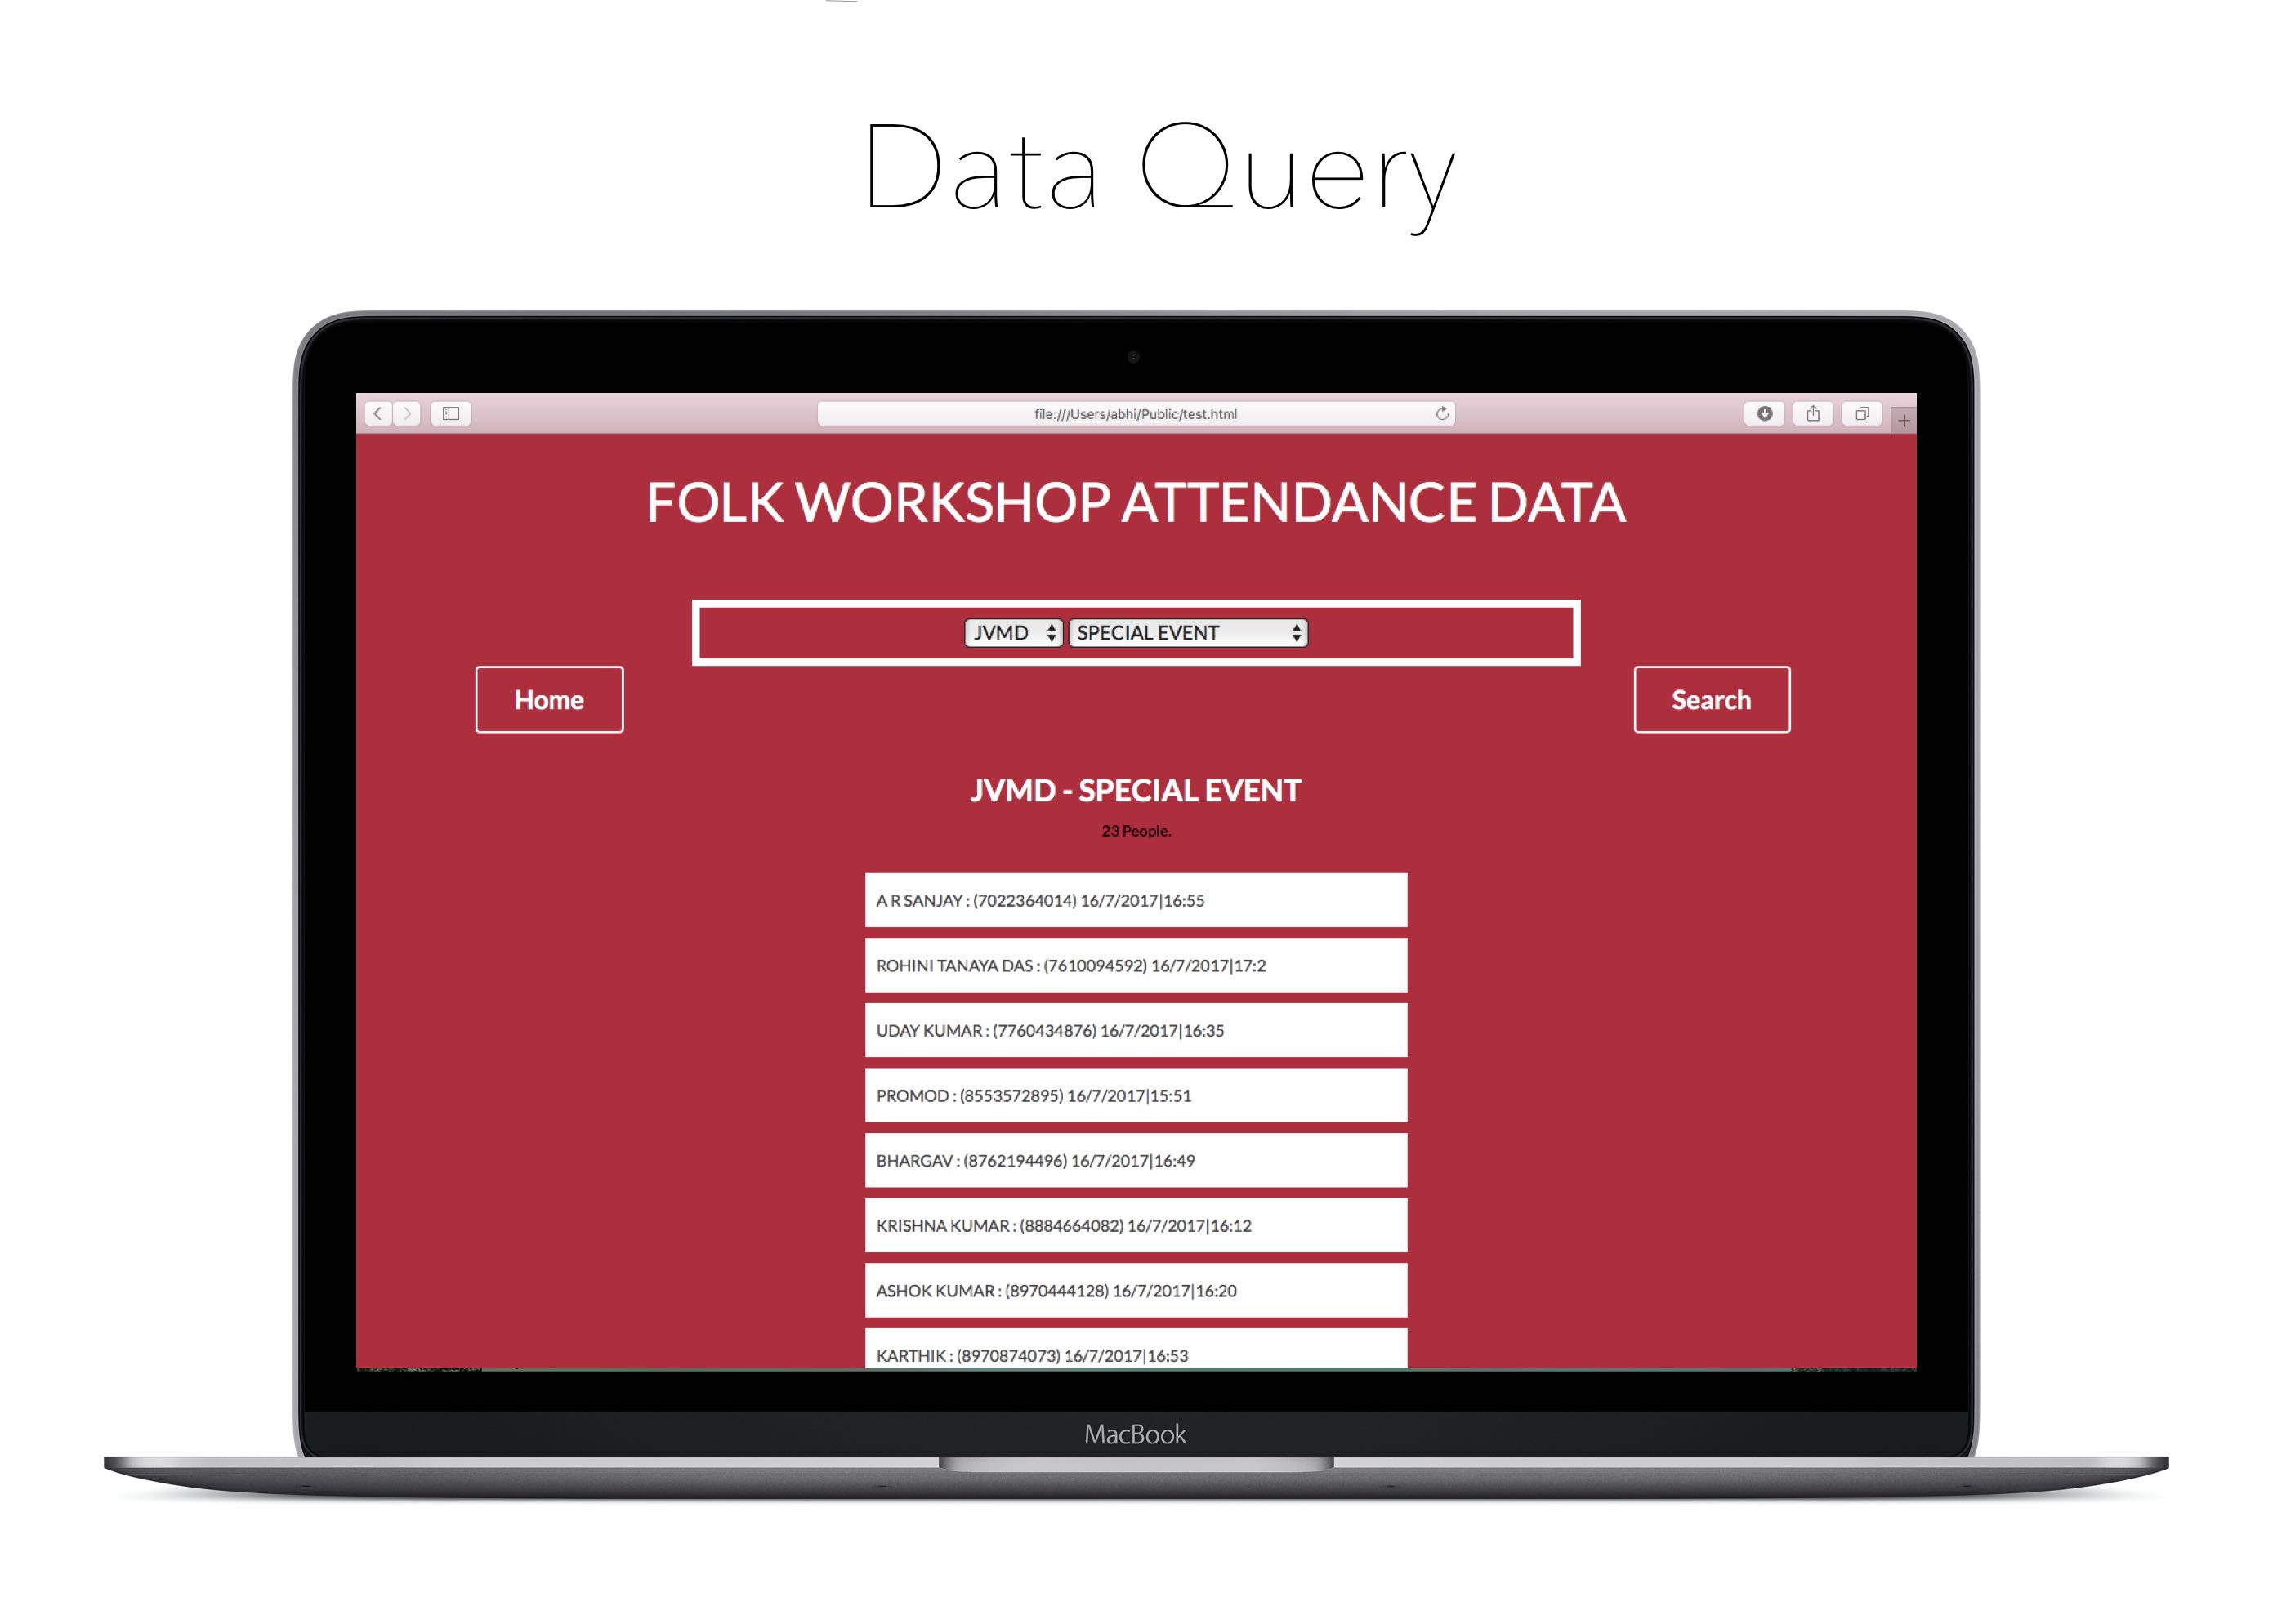 Data Query
file:///Users/abhi/Public/test.html
FOLK WORKSHOP ATTENDANCE DATA
JVMD SPECIAL EVENT
Home
Search
JVMD - SPECIAL EVENT
23 People.
A R SANJAY : (7022364014) 16/7/2017|16:55
ROHINI TANAYA DAS : (7610094592) 16/7/2017|17:2
UDAY KUMAR : (7760434876) 16/7/2017|16:35
PROMOD : (8553572895) 16/7/2017|15:51
BHARGAV : (8762194496) 16/7/2017|16:49
KRISHNA KUMAR : (8884664082) 16/7/2017|16:12
ASHOK KUMAR : (8970444128) 16/7/2017|16:20
KARTHIK : (8970874073) 16/7/2017|16:53
MacBook